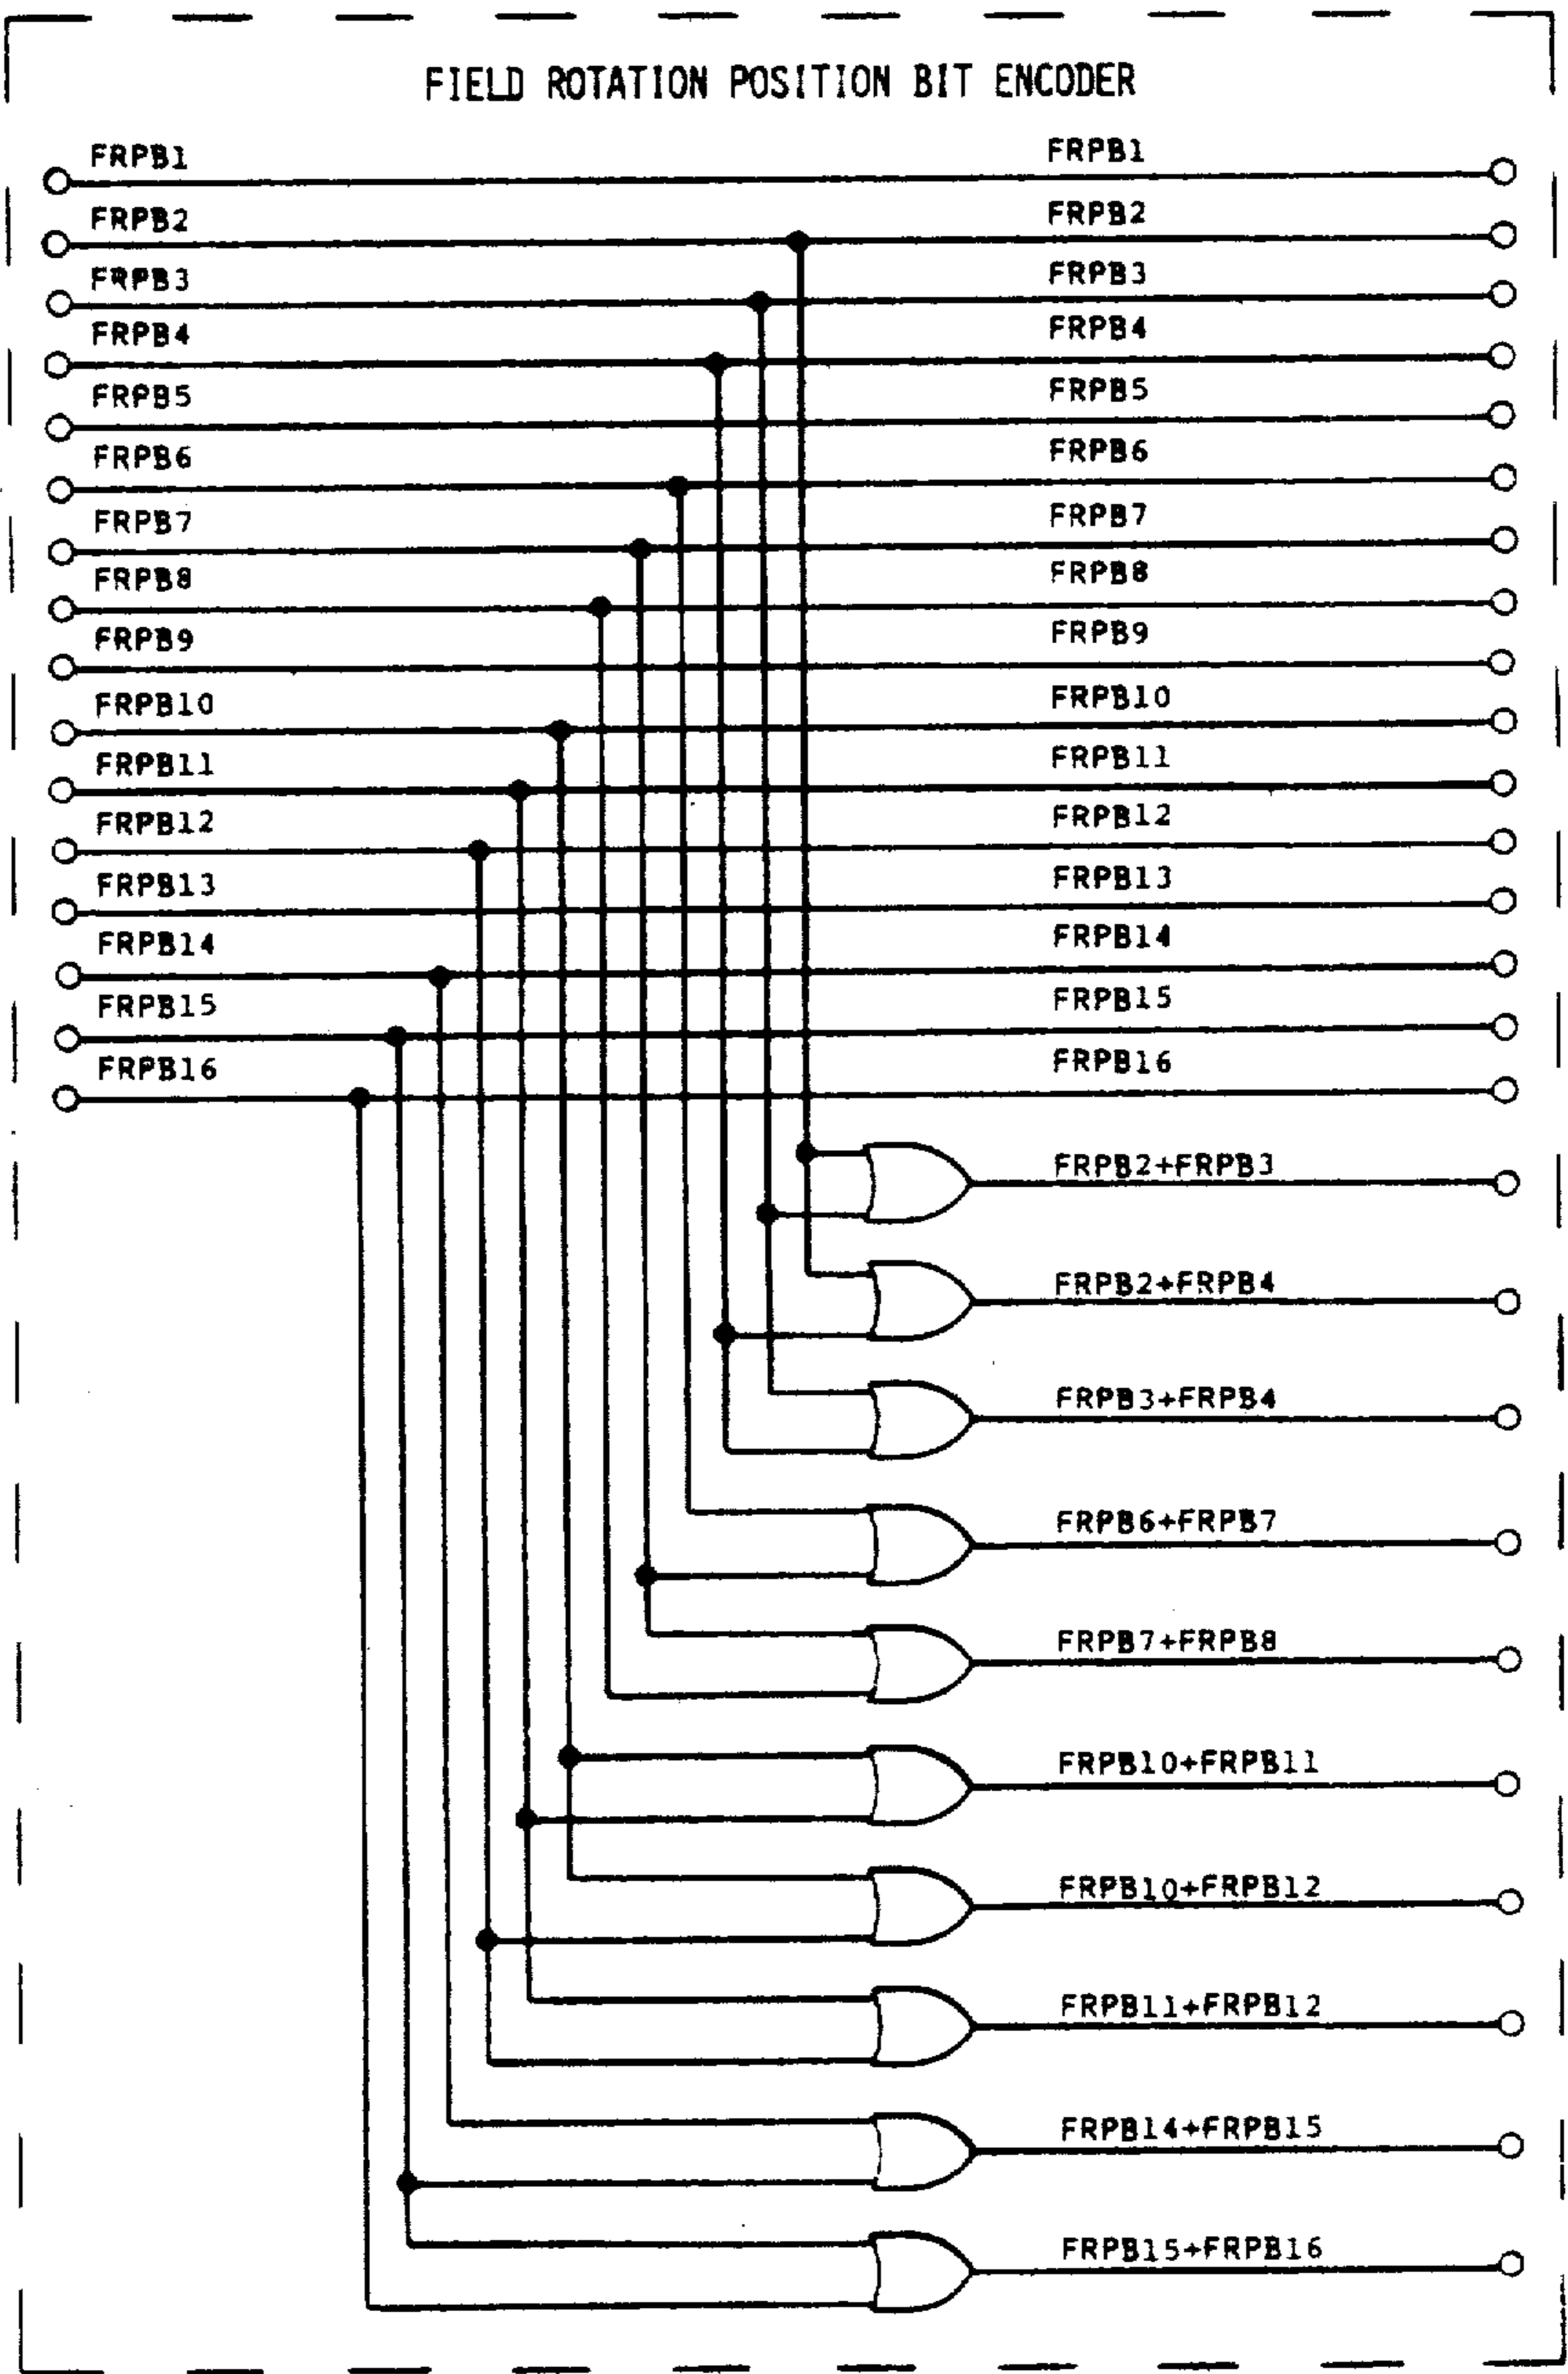 FIELD ROTATION POSITION BIT ENCODER
FRPB1 FRPB1
FRPB2 FRPB2
FRPB3 FRPB3
FRPB4 FRPB4
FRPB5 FRPB5
FRPB6 FRPB6
FRPB7 FRPB7
FRPB8 FRPB8
FRPB9 FRPB9
FRPB10 FRPB10
FRPB11 FRPB11
FRPB12 FRPB12
FRPB13 FRPB13
FRPB14 FRPB14
FRPB15 FRPB15
FRPB16 FRPB16
FRPB2+FRPB3
FRPB2+FRPB4
FRPB3+FRPB4
FRPB6+FRPB7
FRPB7+FRPB8
FRPB10+FRPB11
FRPB10+FRPB12
FRPB11+FRPB12
FRPB14+FRPB15
FRPB15+FRPB16